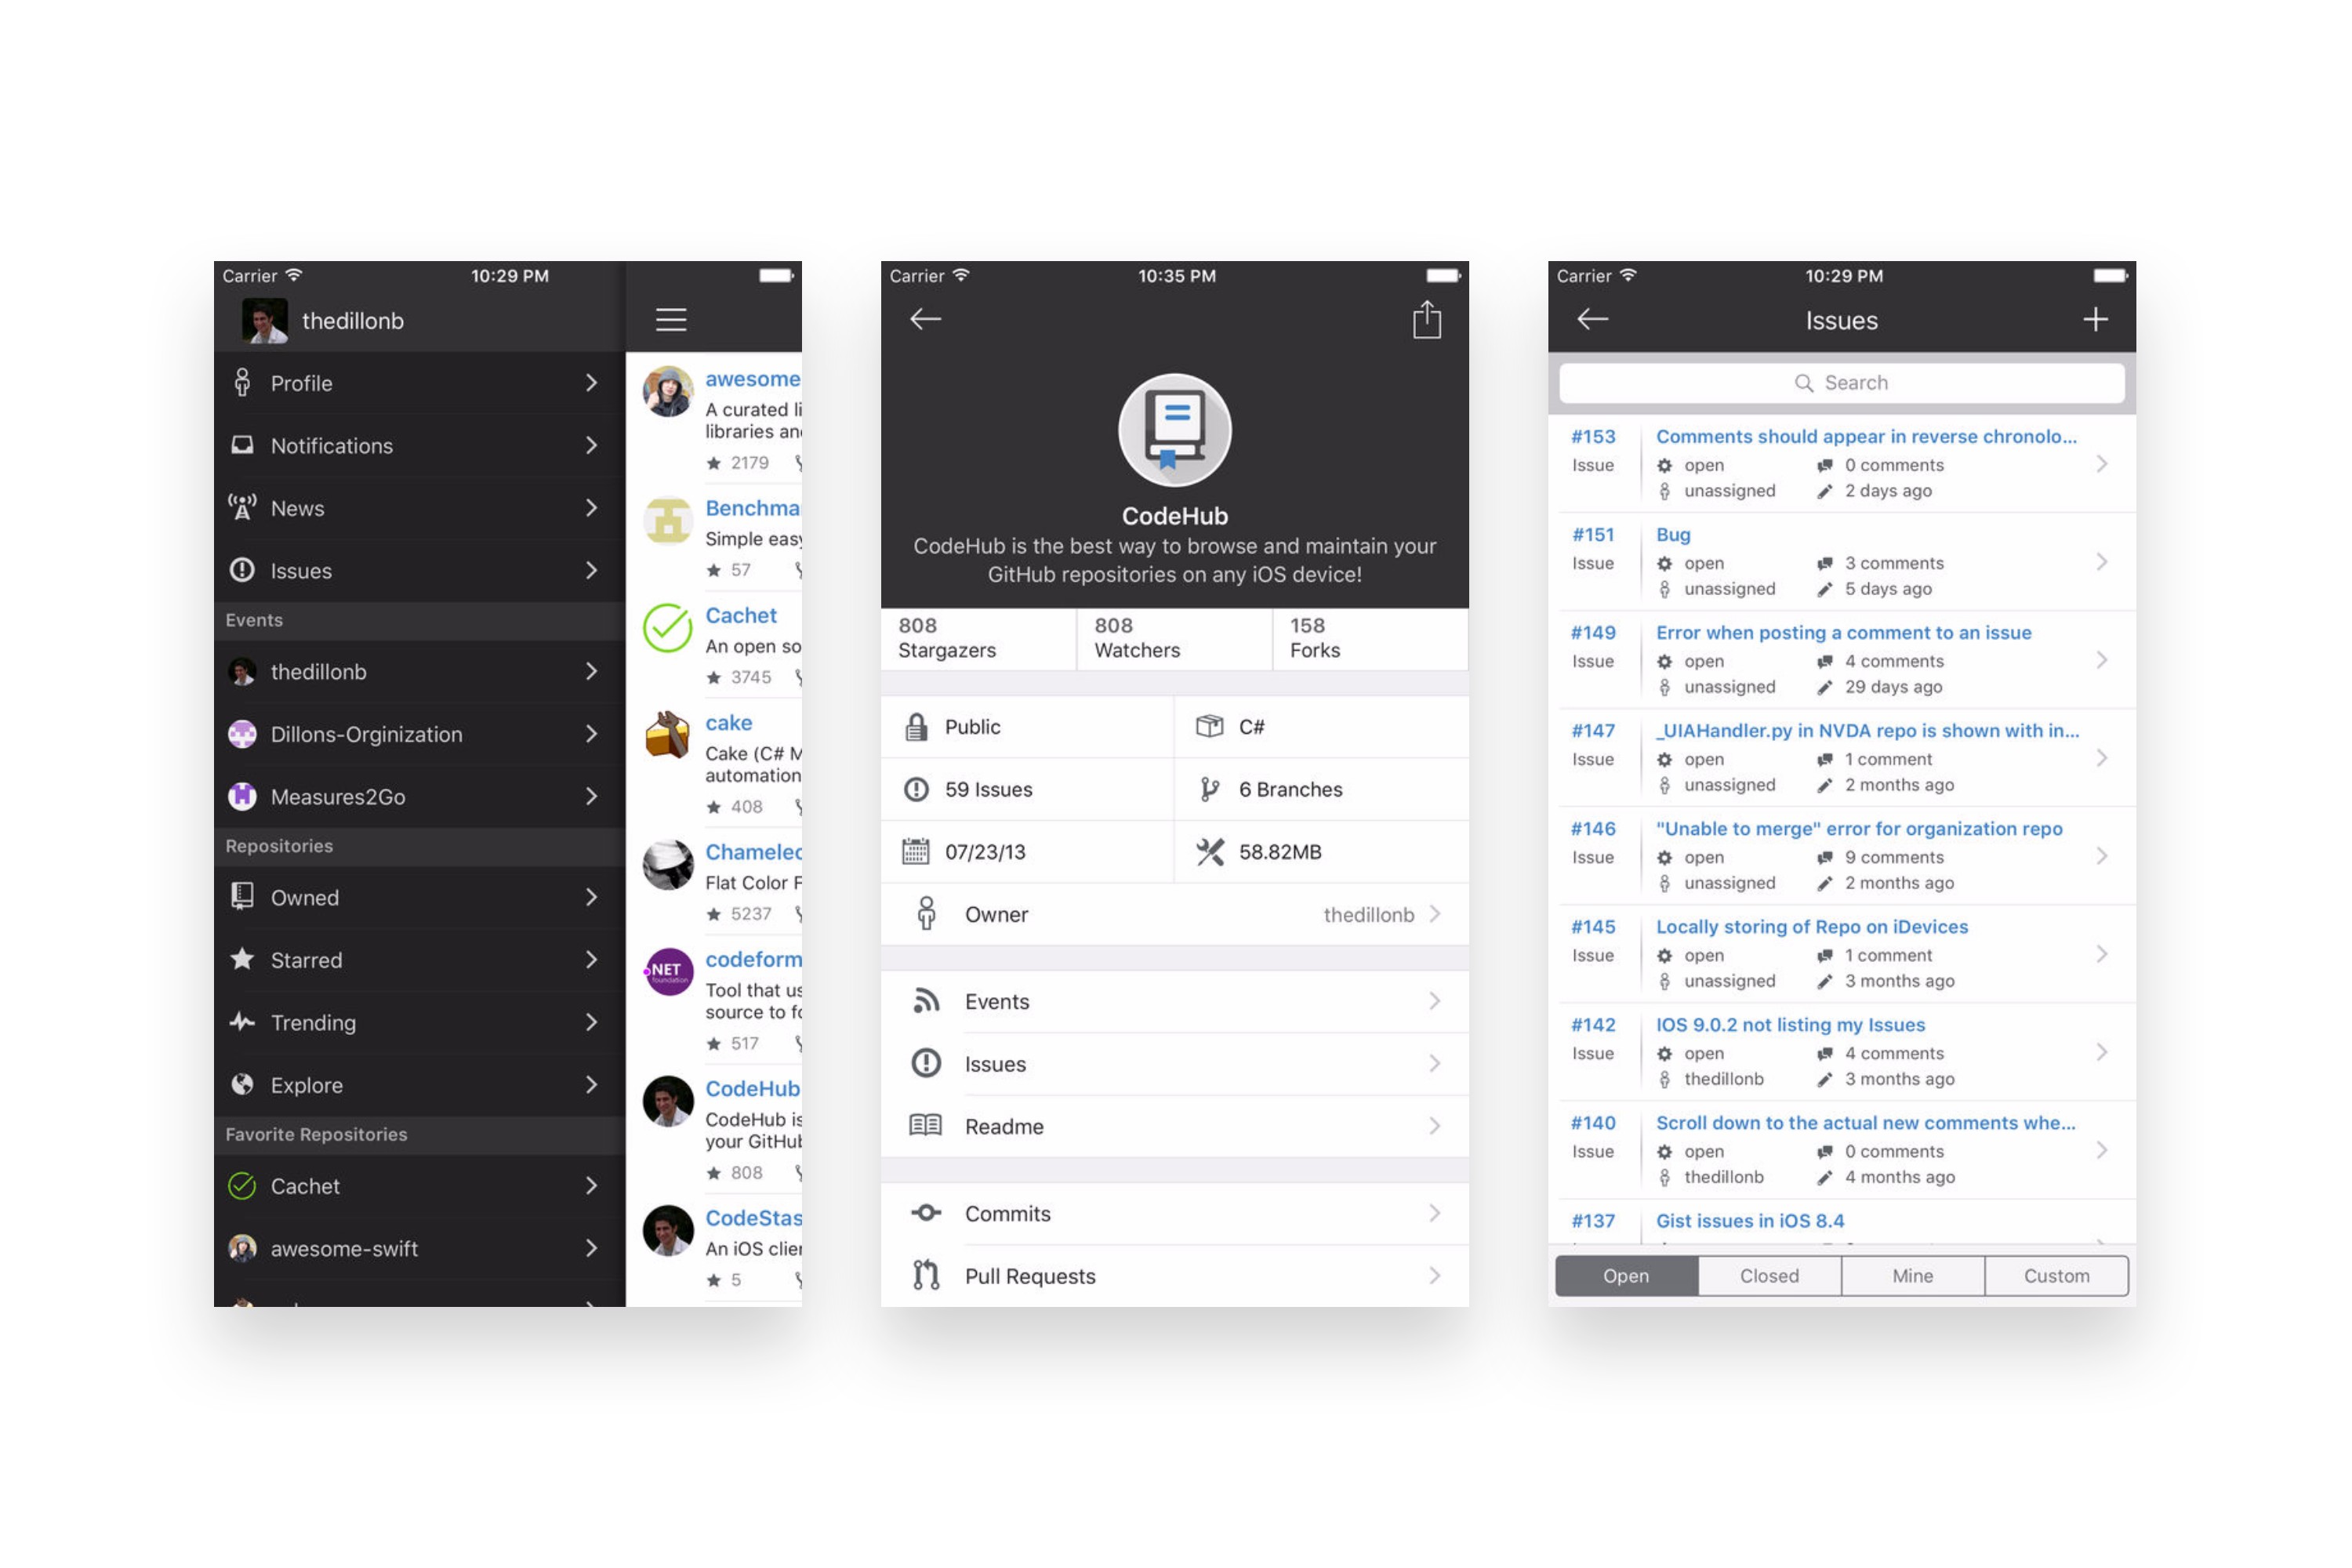 Carrier 10:29 PM
thedillonb
Profile
Notifications
News
Issues
Events
thedillonb
Dillons-Orginization
Measures2Go
Repositories
Owned
Starred
Trending
Explore
Favorite Repositories
Cachet
awesome-swift
awesome
A curated li
libraries an
2179
Benchma
Simple easy
57
Cachet
An open so
3745
cake
Cake (C# M
automation
408
Chamelec
Flat Color F
5237
.NET
foundation
codeform
Tool that us
source to fo
517
CodeHub
CodeHub is
your GitHub
808
CodeStas
An iOS clien
5
Carrier 10:35 PM
CodeHub
CodeHub is the best way to browse and maintain your
GitHub repositories on any iOS device!
808 808 158
Stargazers Watchers Forks
Public C#
59 Issues 6 Branches
07/23/13 58.82MB
Owner thedillonb
Events
Issues
Readme
Commits
Pull Requests
Carrier 10:29 PM
Issues
Search
#153 Comments should appear in reverse chronolo...
Issue open 0 comments
unassigned 2 days ago
#151 Bug
Issue open 3 comments
unassigned 5 days ago
#149 Error when posting a comment to an issue
Issue open 4 comments
unassigned 29 days ago
#147 _UIAHandler.py in NVDA repo is shown with in...
Issue open 1 comment
unassigned 2 months ago
#146 "Unable to merge" error for organization repo
Issue open 9 comments
unassigned 2 months ago
#145 Locally storing of Repo on iDevices
Issue open 1 comment
unassigned 3 months ago
#142 IOS 9.0.2 not listing my Issues
Issue open 4 comments
thedillonb 3 months ago
#140 Scroll down to the actual new comments whe...
Issue open 0 comments
thedillonb 4 months ago
#137 Gist issues in iOS 8.4
Open Closed Mine Custom